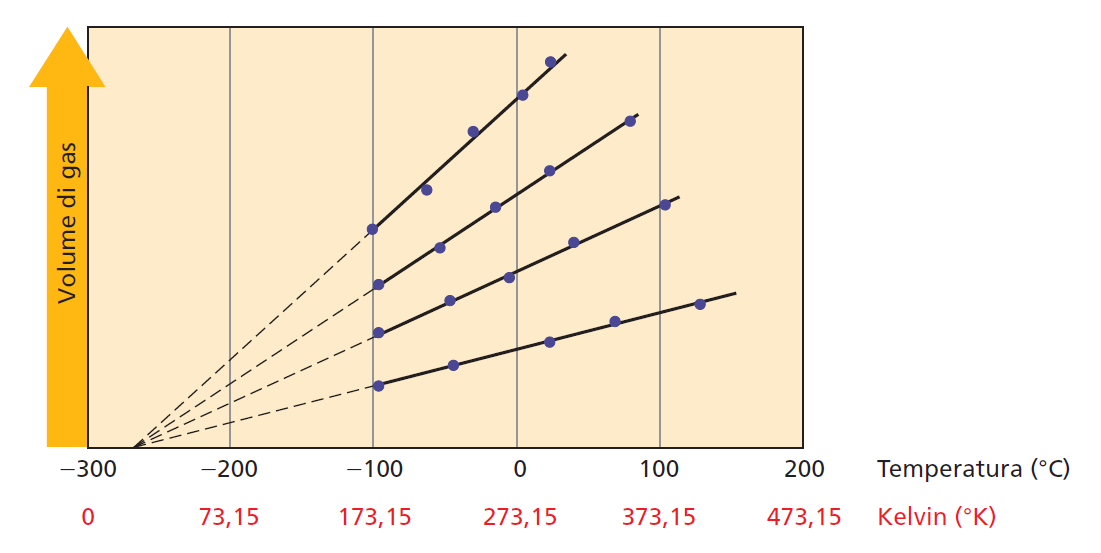 Volume di gas
−300 −200 −100 0 100 200 Temperatura (°C)
0 73,15 173,15 273,15 373,15 473,15 Kelvin (°K)